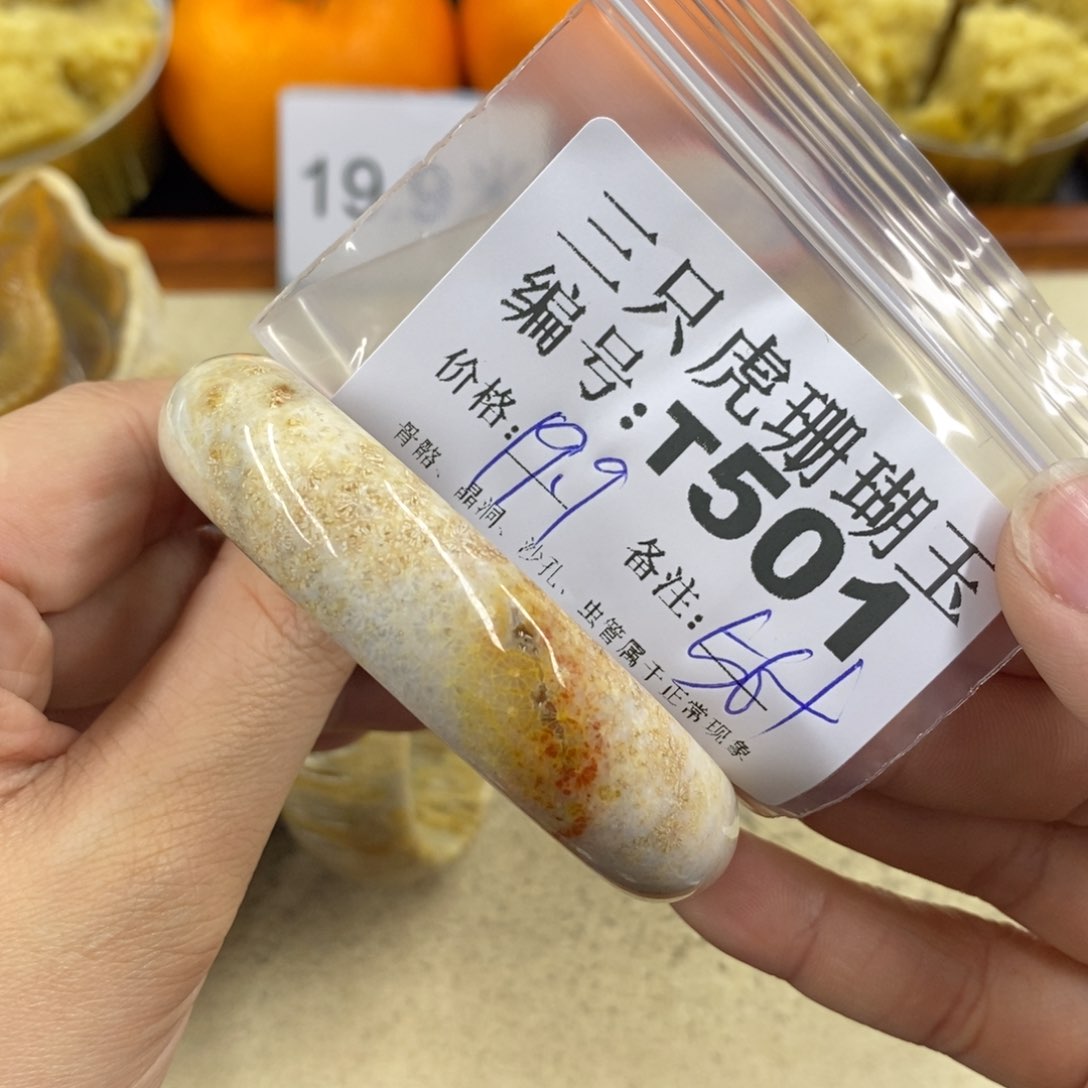 三只虎珊瑚玉
编号:T501
价格:199 备注:56+
骨骼、晶洞、沙孔、虫管属于正常现象
19.9